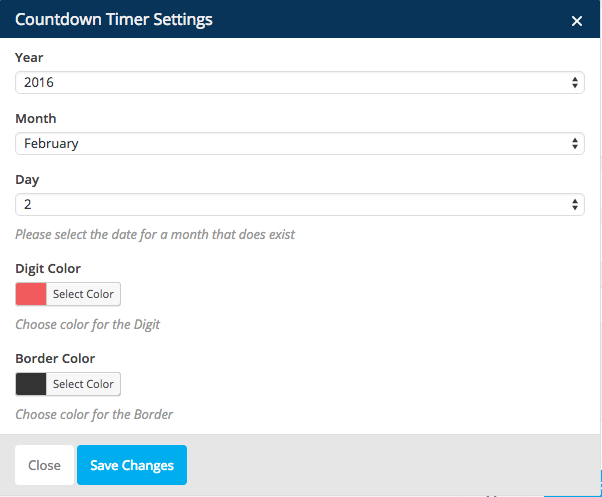 Countdown Timer Settings
Year
2016
Month
February
Day
2
Please select the date for a month that does exist
Digit Color
Select Color
Choose color for the Digit
Border Color
Select Color
Choose color for the Border
Close
Save Changes